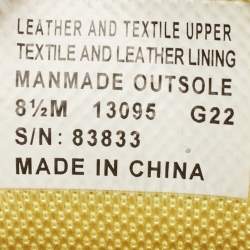 LEATHER AND TEXTILE UPPER
TEXTILE AND LEATHER LINING
MANMADE OUTSOLE
8½M 13095 G22
S/N: 83833
MADE IN CHINA